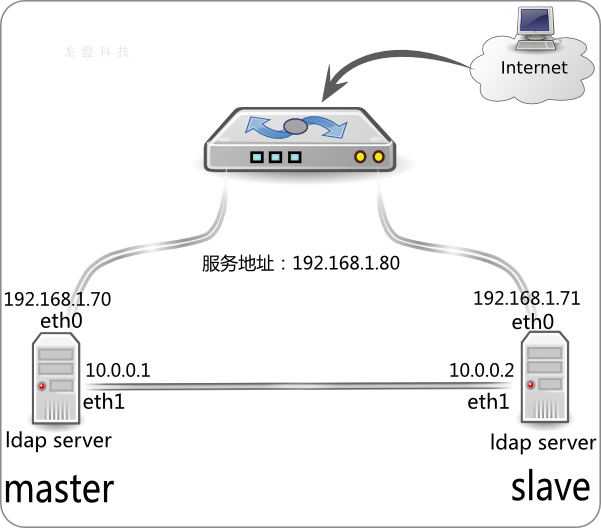 龙盟科技
Internet
服务地址：192.168.1.80
192.168.1.70
eth0
192.168.1.71
eth0
10.0.0.1
eth1
10.0.0.2
eth1
ldap server
ldap server
master
slave